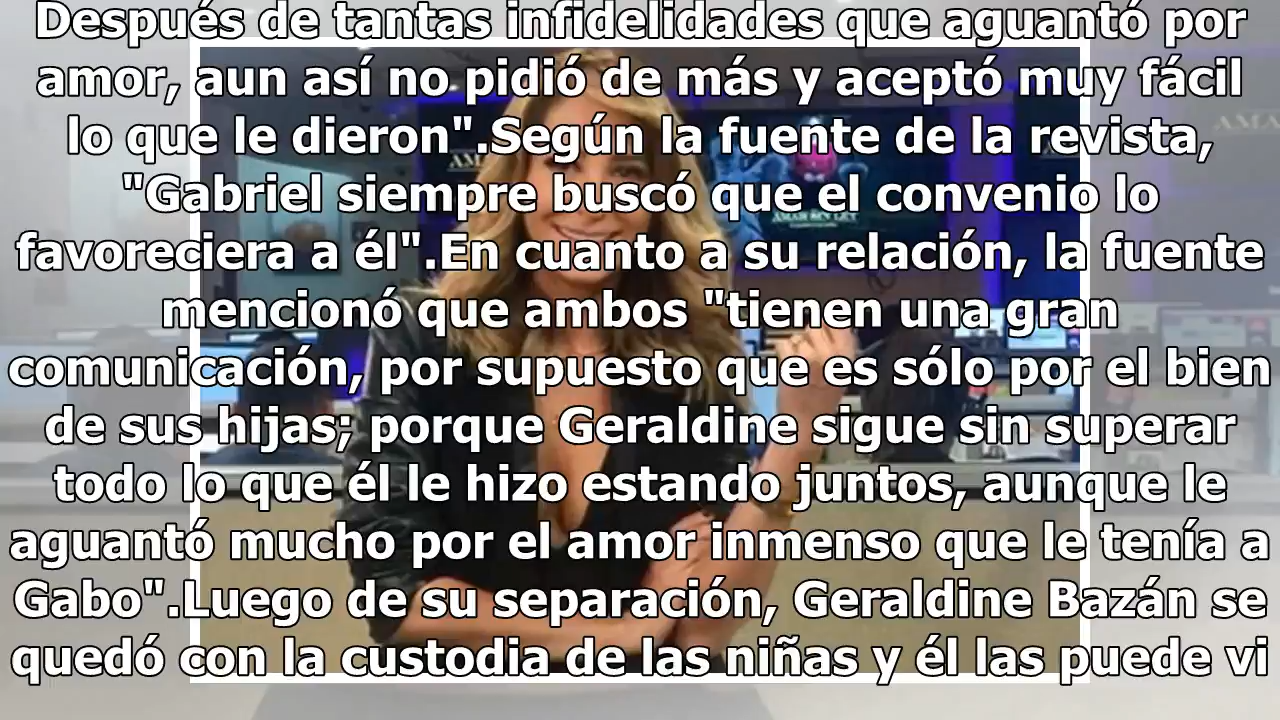 Después de tantas infidelidades que aguantó por
amor, aun así no pidió de más y aceptó muy fácil
lo que le dieron".Según la fuente de la revista,
"Gabriel siempre buscó que el convenio lo
favoreciera a él".En cuanto a su relación, la fuente
mencionó que ambos "tienen una gran
comunicación, por supuesto que es sólo por el bien
de sus hijas; porque Geraldine sigue sin superar
todo lo que él le hizo estando juntos, aunque le
aguantó mucho por el amor inmenso que le tenía a
Gabo".Luego de su separación, Geraldine Bazán se
quedó con la custodia de las niñas y él las puede vi
AMAR SIN LEY